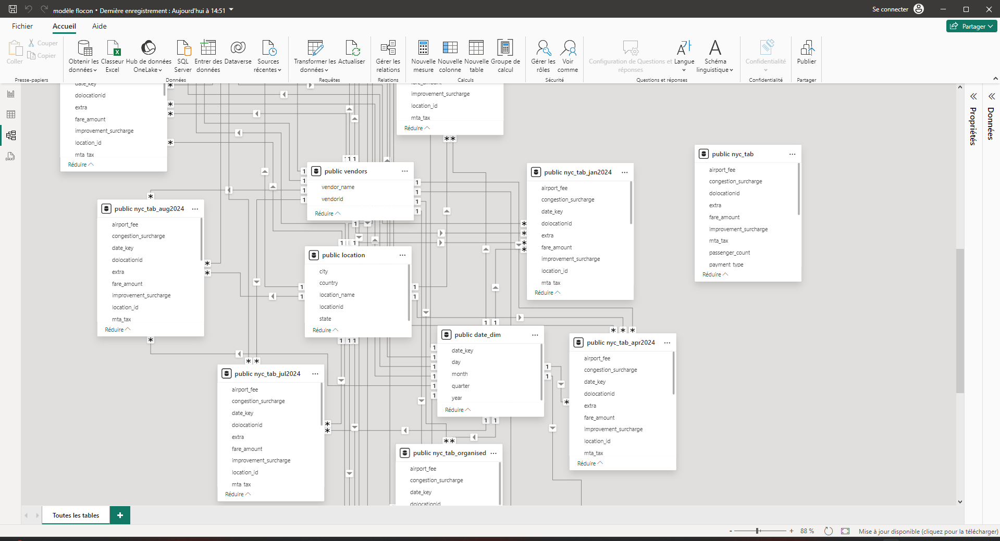 modèle flocon • Dernière enregistrement : Aujourd'hui à 14:51
Se connecter
Fichier
Accueil
Aide
Partager
Coller
Couper
Copier
Presse-papiers
Obtenir les données
Classeur Excel
Hub de données OneLake
SQL Server
Entrer des données
Dataverse
Sources récentes
Données
Transformer les données
Actualiser
Requêtes
Gérer les relations
Relations
Nouvelle mesure
Nouvelle colonne
Nouvelle table
Groupe de calcul
Calculs
Gérer les rôles
Voir comme
Sécurité
Configuration de Questions et réponses
Langue
Schéma linguistique
Questions et réponses
Confidentialité
Confidentialité
Publier
Partager
date_key
dolocationid
extra
fare_amount
improvement_surcharge
location_id
mta_tax
Réduire
fare_amount
improvement_surcharge
location_id
mta_tax
Réduire
public vendors
vendor_name
vendorid
Réduire
public nyc_tab_jan2024
airport_fee
congestion_surcharge
date_key
dolocationid
extra
fare_amount
improvement_surcharge
location_id
mta_tax
Réduire
public nyc_tab
airport_fee
congestion_surcharge
dolocationid
extra
fare_amount
improvement_surcharge
mta_tax
passenger_count
payment_type
Réduire
public nyc_tab_aug2024
airport_fee
congestion_surcharge
date_key
dolocationid
extra
fare_amount
improvement_surcharge
location_id
mta_tax
Réduire
public location
city
country
location_name
locationid
state
Réduire
public date_dim
date_key
day
month
quarter
year
Réduire
public nyc_tab_apr2024
airport_fee
congestion_surcharge
date_key
dolocationid
extra
fare_amount
improvement_surcharge
location_id
mta_tax
Réduire
public nyc_tab_jul2024
airport_fee
congestion_surcharge
date_key
dolocationid
extra
fare_amount
improvement_surcharge
location_id
mta_tax
Réduire
public nyc_tab_organised
airport_fee
congestion_surcharge
date_key
dolocationid
Propriétés
Données
Toutes les tables
88 %
Mise à jour disponible (cliquez pour la télécharger)